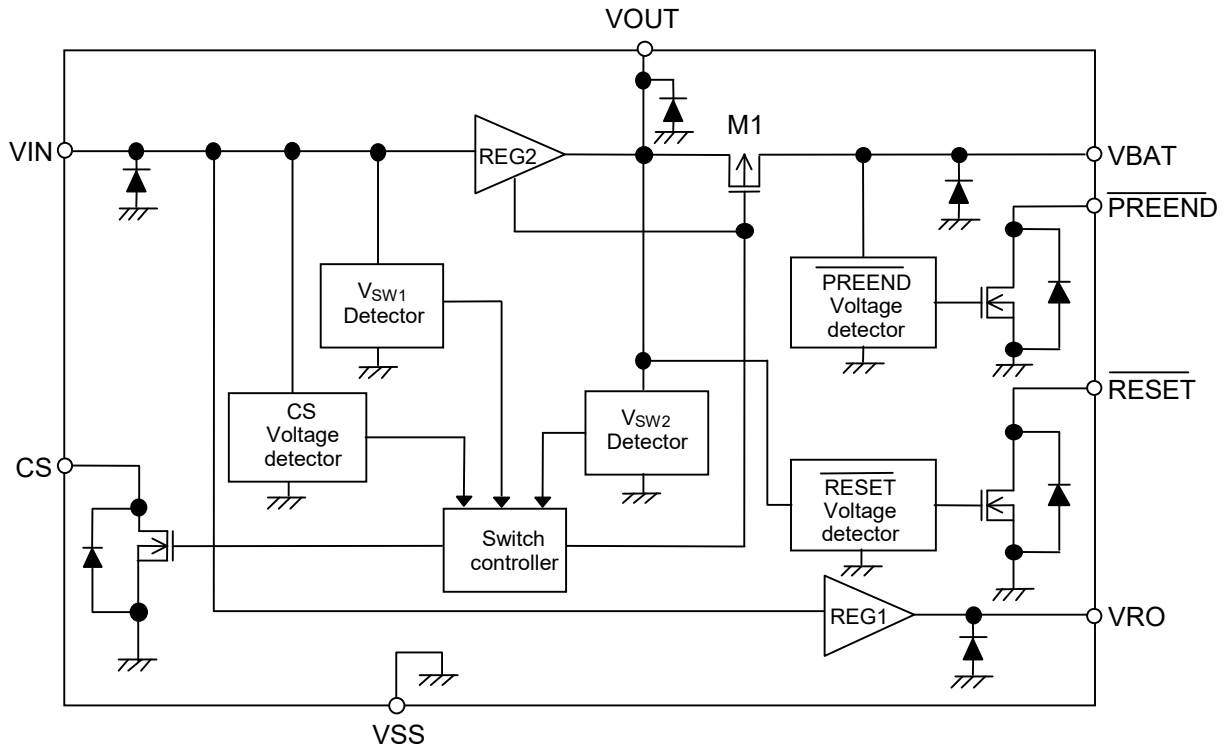 VOUT
VIN
REG2
M1
VBAT
PREEND
VSW1
Detector
PREEND
Voltage
detector
CS
Voltage
detector
VSW2
Detector
RESET
CS
RESET
Voltage
detector
Switch
controller
REG1
VRO
VSS